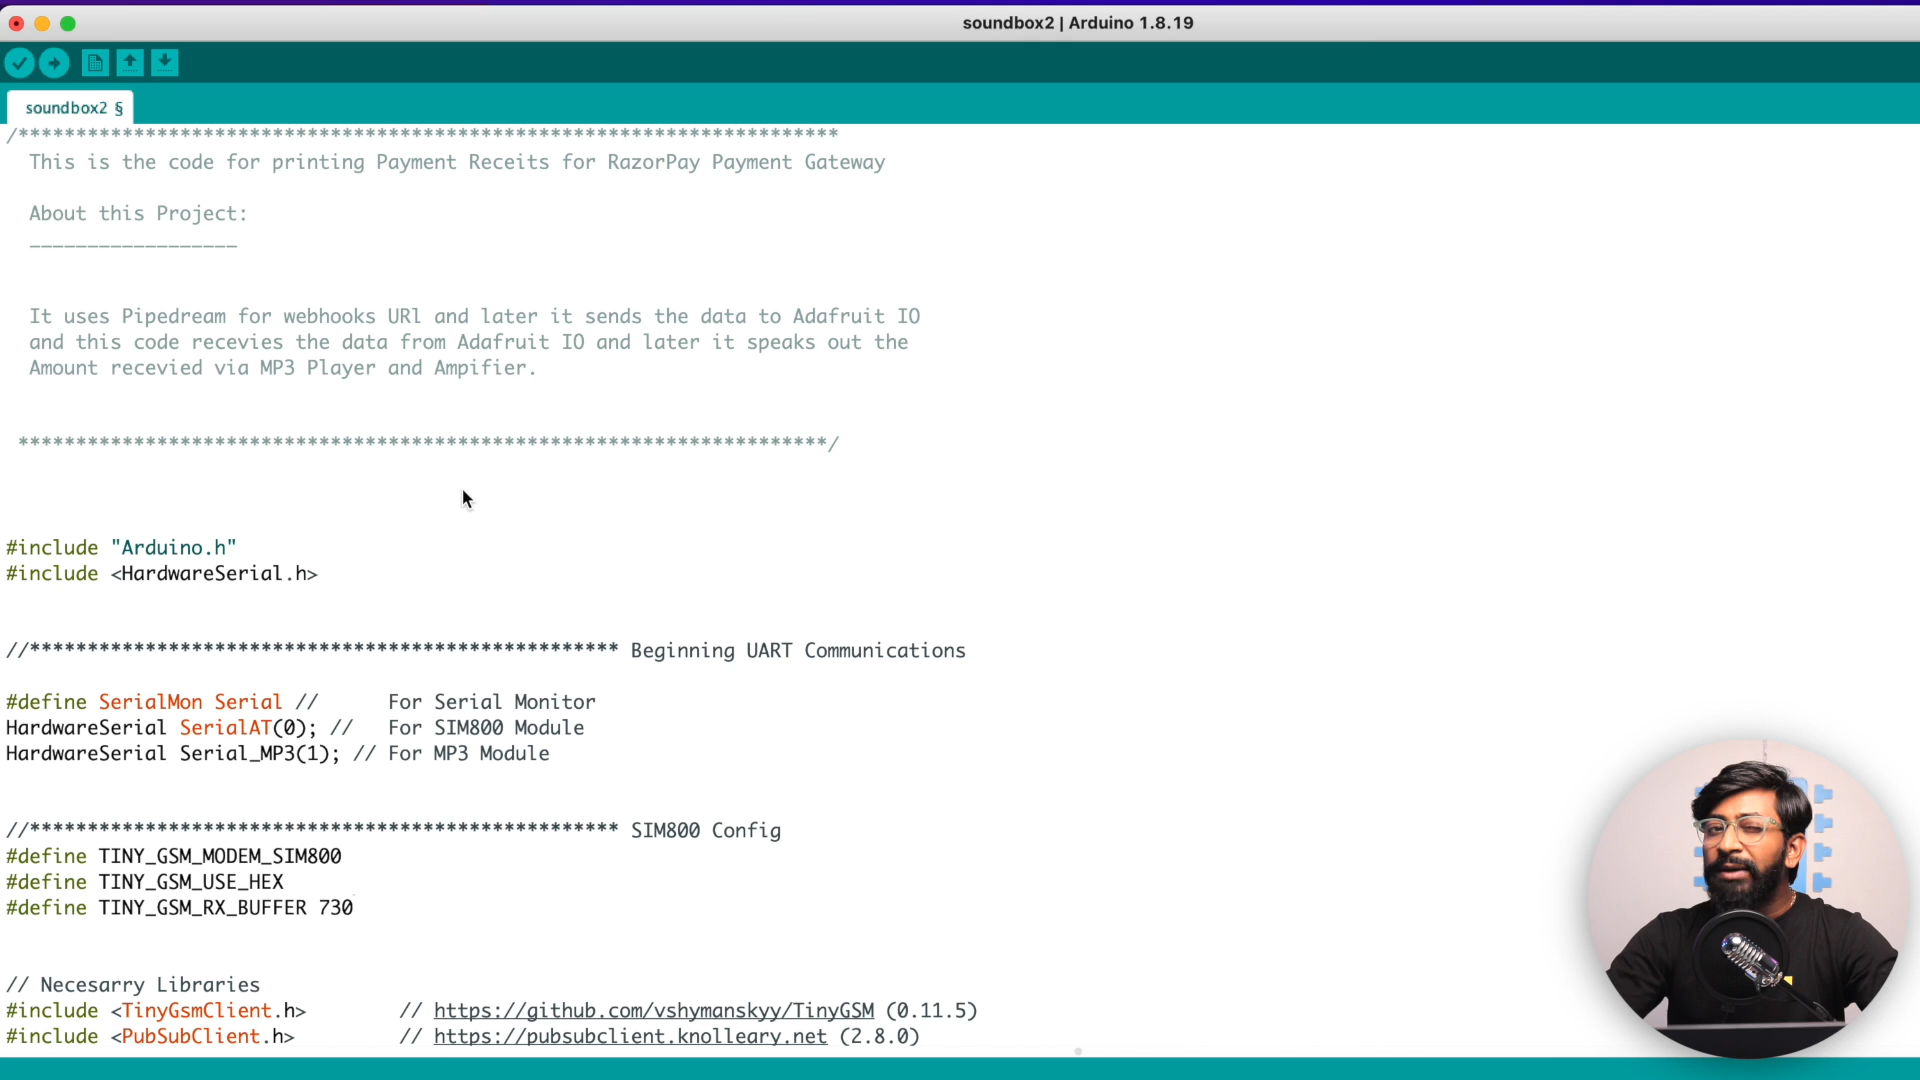 soundbox2 | Arduino 1.8.19
soundbox2 §
/***********************************************************************
This is the code for printing Payment Receits for RazorPay Payment Gateway
About this Project:
__________________
It uses Pipedream for webhooks URl and later it sends the data to Adafruit IO
and this code recevies the data from Adafruit IO and later it speaks out the
Amount recevied via MP3 Player and Ampifier.
**********************************************************************/
#include "Arduino.h"
#include <HardwareSerial.h>
//*************************************************** Beginning UART Communications
#define SerialMon Serial //      For Serial Monitor
HardwareSerial SerialAT(0); //   For SIM800 Module
HardwareSerial Serial_MP3(1); // For MP3 Module
//*************************************************** SIM800 Config
#define TINY_GSM_MODEM_SIM800
#define TINY_GSM_USE_HEX
#define TINY_GSM_RX_BUFFER 730
// Necesarry Libraries
#include <TinyGsmClient.h>        // https://github.com/vshymanskyy/TinyGSM (0.11.5)
#include <PubSubClient.h>         // https://pubsubclient.knolleary.net (2.8.0)